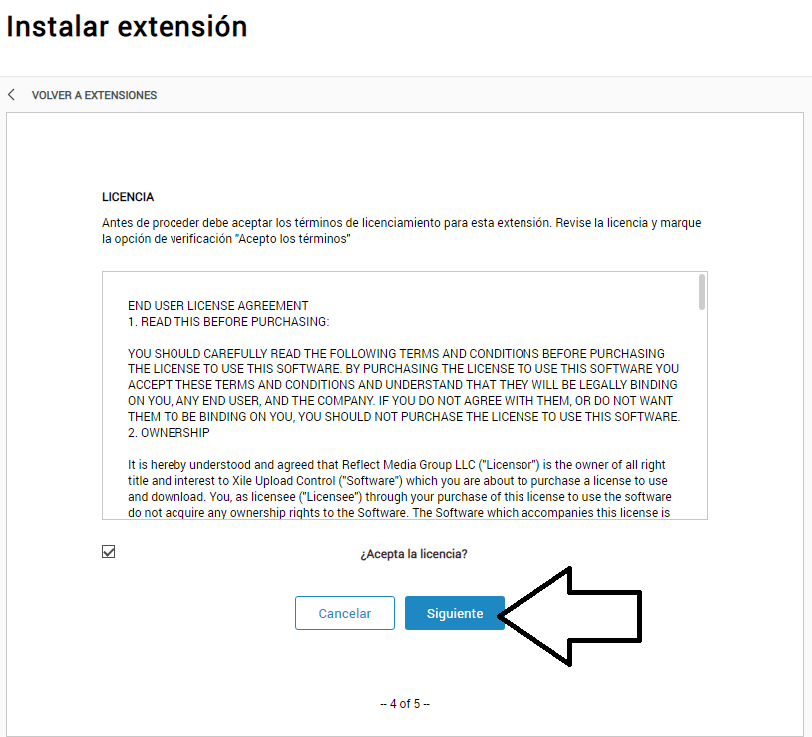 Instalar extensión
VOLVER A EXTENSIONES
LICENCIA
Antes de proceder debe aceptar los términos de licenciamiento para esta extensión. Revise la licencia y marque
la opción de verificación "Acepto los términos"
END USER LICENSE AGREEMENT
1. READ THIS BEFORE PURCHASING:
YOU SHOULD CAREFULLY READ THE FOLLOWING TERMS AND CONDITIONS BEFORE PURCHASING
THE LICENSE TO USE THIS SOFTWARE. BY PURCHASING THE LICENSE TO USE THIS SOFTWARE YOU
ACCEPT THESE TERMS AND CONDITIONS AND UNDERSTAND THAT THEY WILL BE LEGALLY BINDING
ON YOU, ANY END USER, AND THE COMPANY. IF YOU DO NOT AGREE WITH THEM, OR DO NOT WANT
THEM TO BE BINDING ON YOU, YOU SHOULD NOT PURCHASE THE LICENSE TO USE THIS SOFTWARE.
2. OWNERSHIP
It is hereby understood and agreed that Reflect Media Group LLC ("Licensor") is the owner of all right
title and interest to Xile Upload Control ("Software") which you are about to purchase a license to use
and download. You, as licensee ("Licensee") through your purchase of this license to use the software
do not acquire any ownership rights to the Software. The Software which accompanies this license is
¿Acepta la licencia?
Cancelar
Siguiente
-- 4 of 5 --